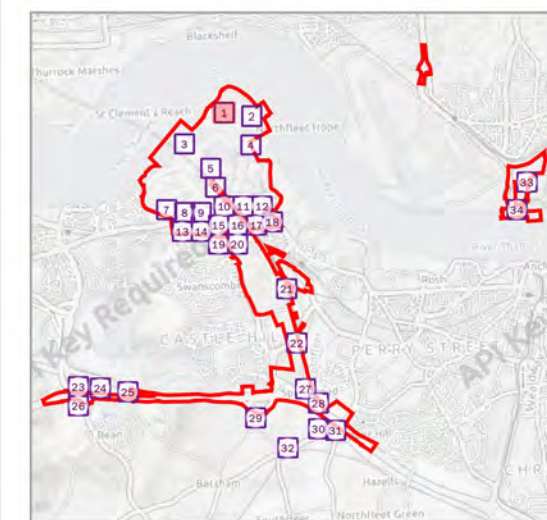 Blackshelf
Thurrock Marshes
St Clement's Reach
1
2
Northfleet Hope
3
4
5
6
33
7 8 9 10 11 12
34
13 14 15 16 17 18
19 20
Key Required
Swanscombe
21
Rosh
API Key
CASTLE HILL
22
PERRY STREET
23 24 25
27
26
28
29
Bean
30 31
32
Betsham
Hazells
Northfleet Green